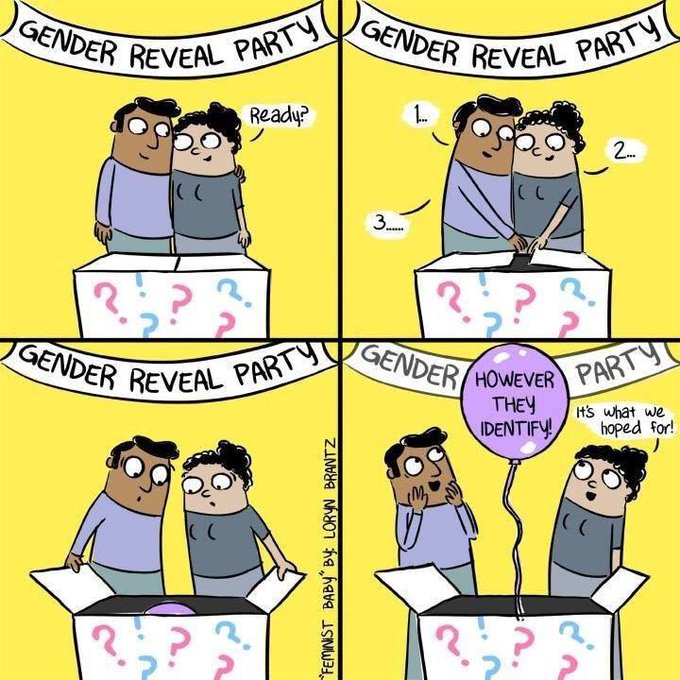 GENDER REVEAL PARTY
Ready?
GENDER REVEAL PARTY
1...
2...
3......
GENDER REVEAL PARTY
"FEMINIST BABY" BY: LORYN BRANTZ
GENDER PARTY
HOWEVER
THEY
IDENTIFY!
It's what we
hoped for!